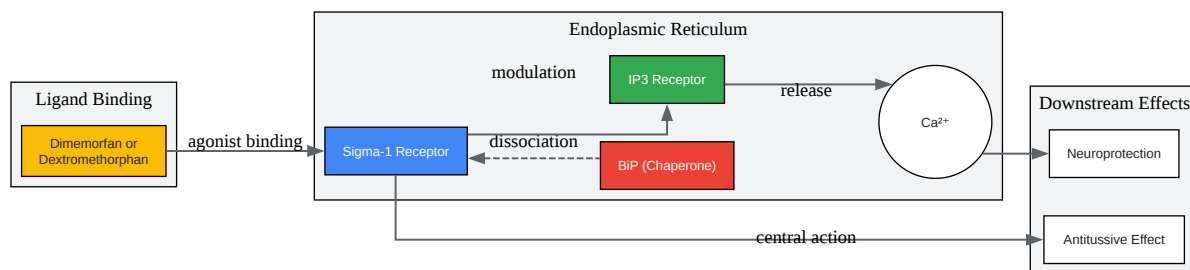 Endoplasmic Reticulum
Ligand Binding
Dimemorfan or
Dextromethorphan
agonist binding
Sigma-1 Receptor
modulation
IP3 Receptor
dissociation
BiP (Chaperone)
release
Ca²⁺
central action
Downstream Effects
Neuroprotection
Antitussive Effect